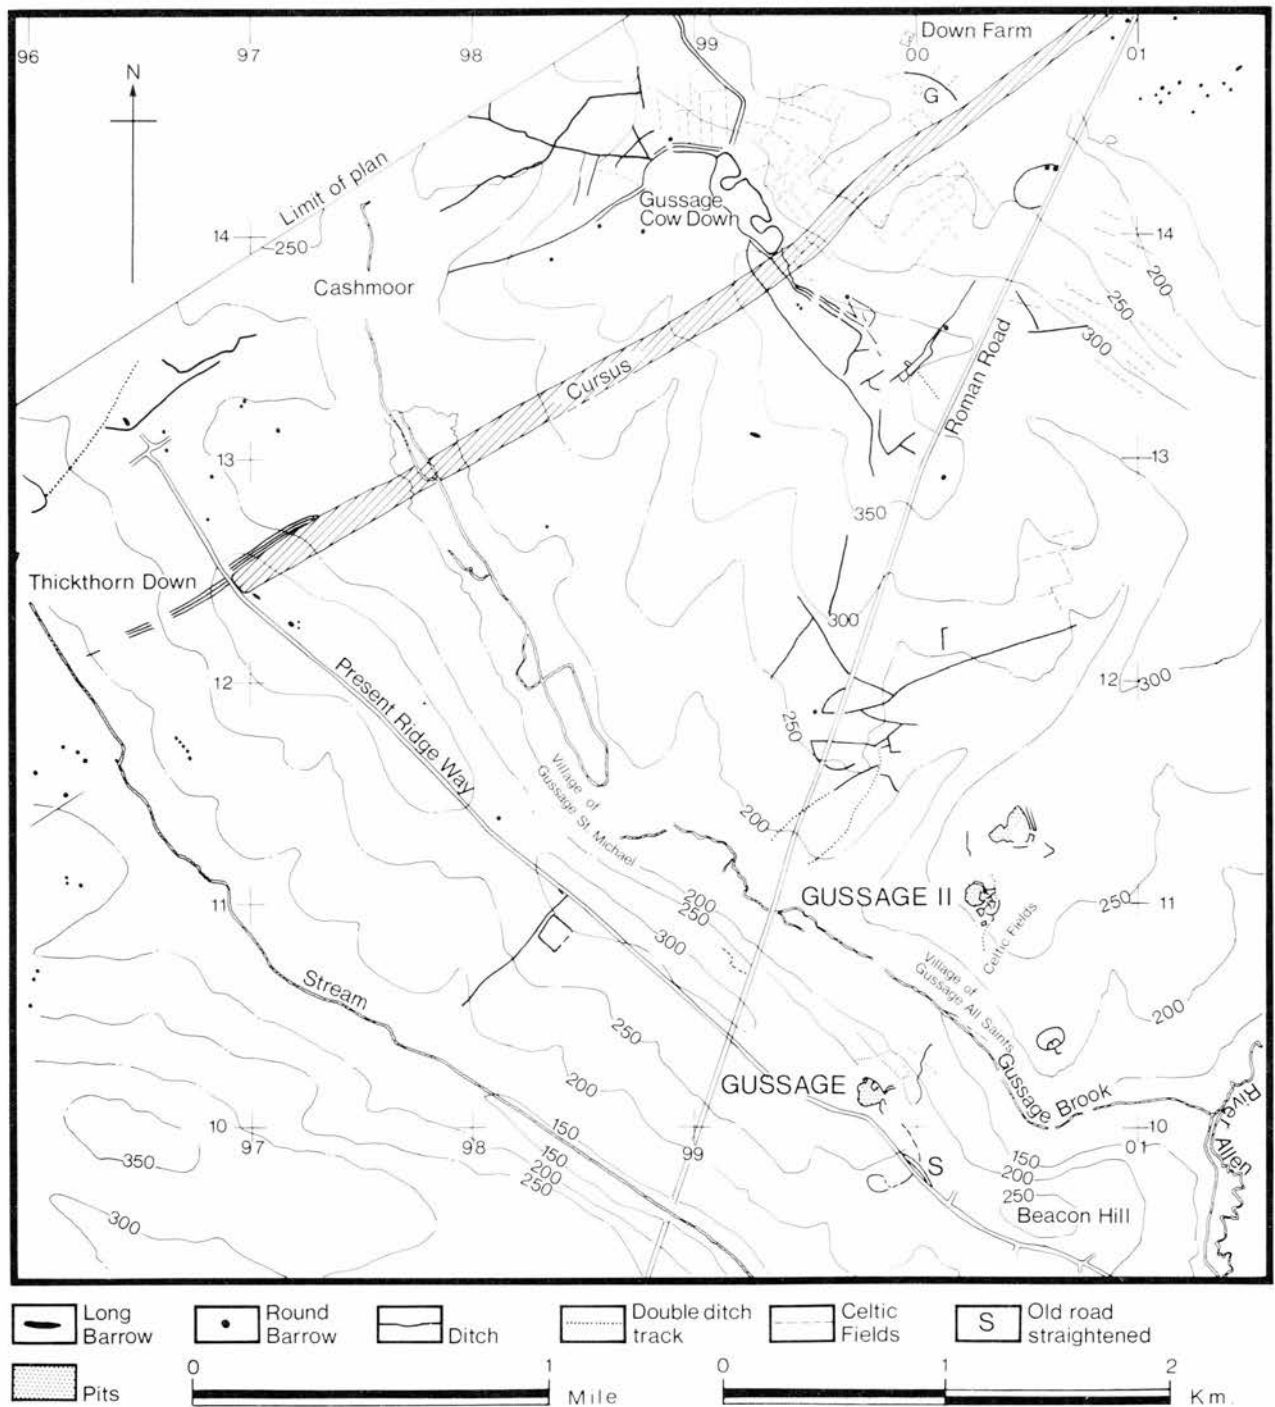 96
97
98
99
00
Down Farm
01
N
G
Limit of plan
Gussage
Cow Down
14
250
14
200
Cashmoor
250
300
Cursus
Roman Road
13
13
350
Thickthorn Down
300
Present Ridge Way
12
12
300
250
Village of
Gussage St. Michael
200
GUSSAGE II
200
250
250
11
11
300
Celtic Fields
Village of
Gussage All Saints
Stream
200
250
GUSSAGE
Gussage Brook
River Allen
200
10
97
98
150
99
10
01
150
350
150
200
250
S
200
250
300
Beacon Hill
Long
Barrow
Round
Barrow
Ditch
Double ditch
track
Celtic
Fields
S
Old road
straightened
Pits
0
1
Mile
0
1
2
Km.